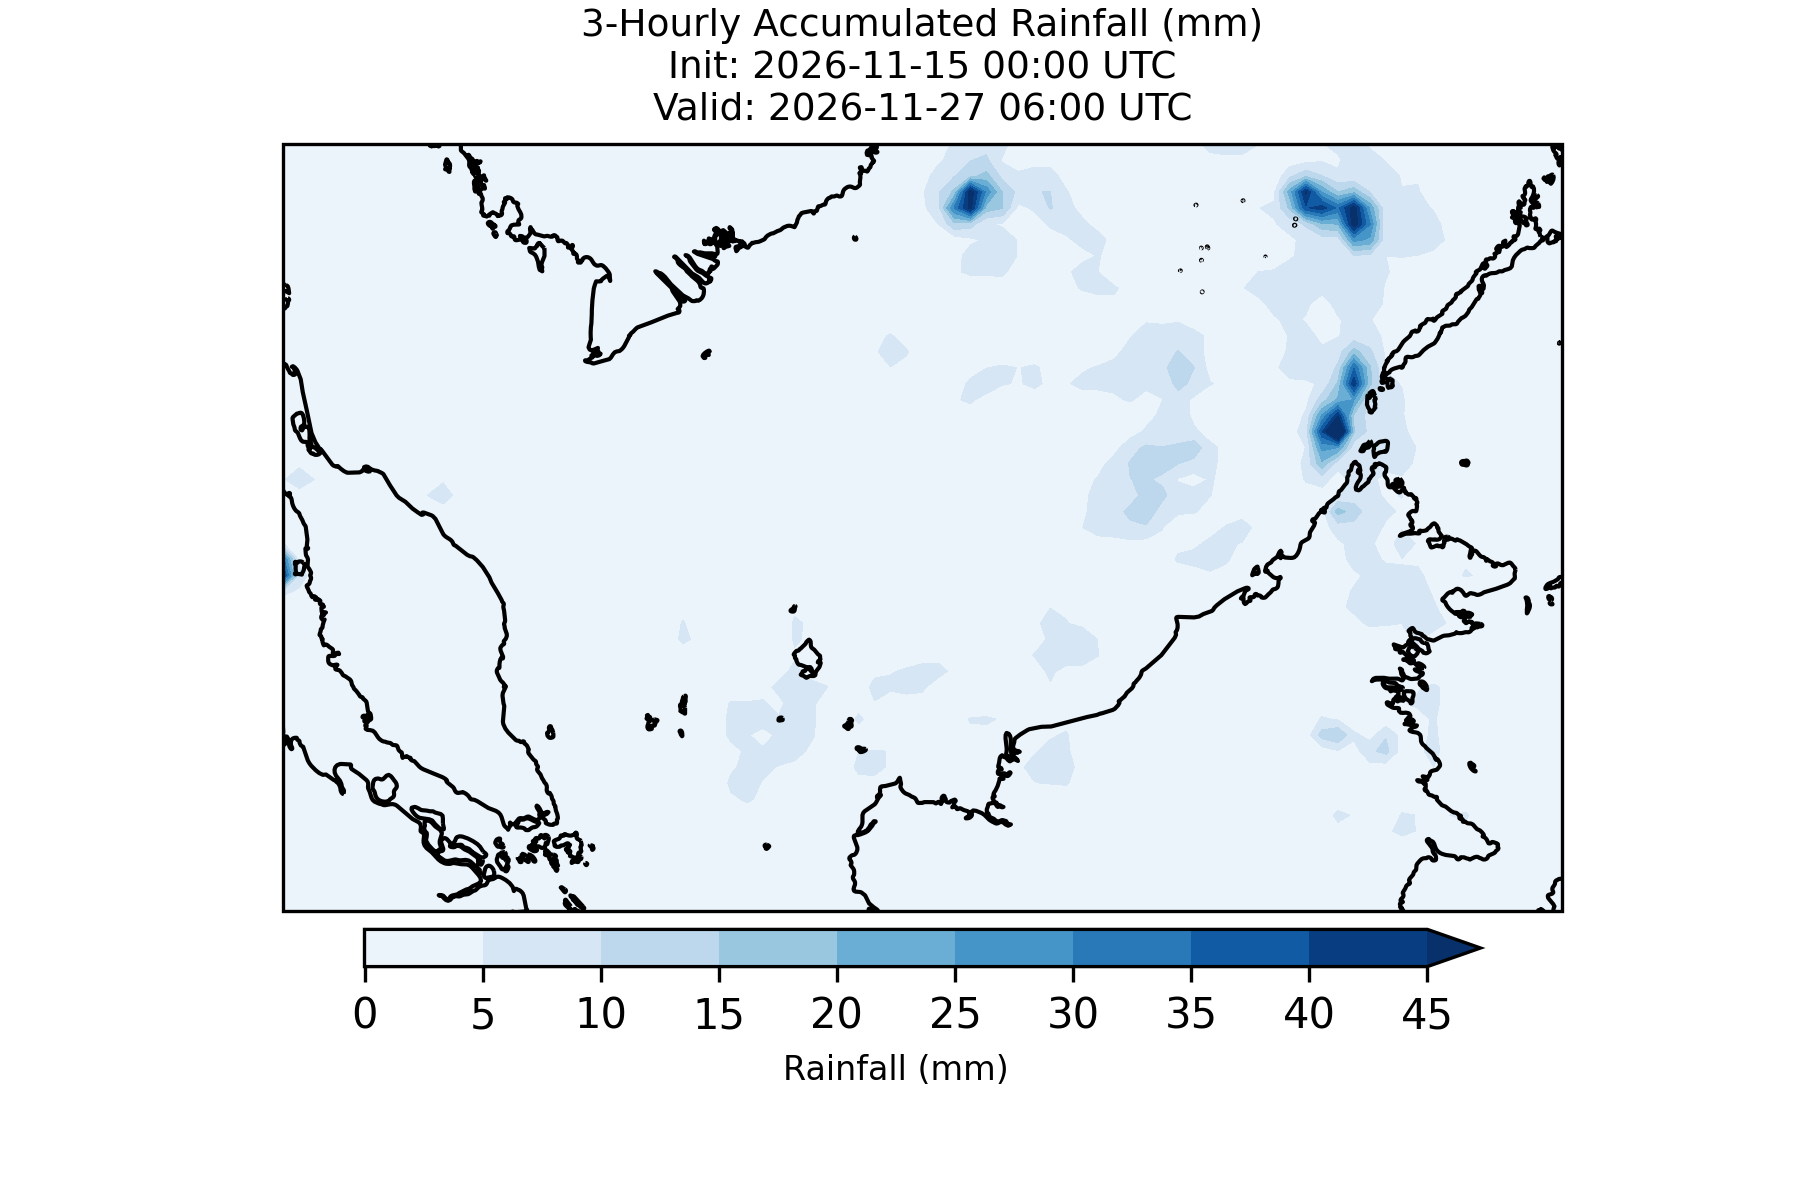 3-Hourly Accumulated Rainfall (mm)
Init: 2026-11-15 00:00 UTC
Valid: 2026-11-27 06:00 UTC
0 5 10 15 20 25 30 35 40 45
Rainfall (mm)